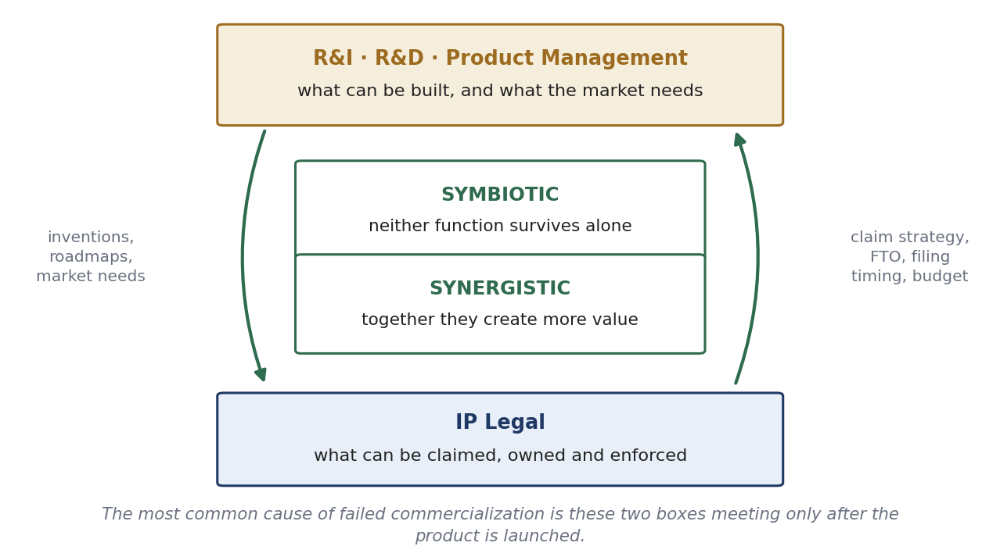 R&I · R&D · Product Management
what can be built, and what the market needs
SYMBIOTIC
neither function survives alone
inventions,
roadmaps,
market needs
claim strategy,
FTO, filing
timing, budget
SYNERGISTIC
together they create more value
IP Legal
what can be claimed, owned and enforced
The most common cause of failed commercialization is these two boxes meeting only after the
product is launched.